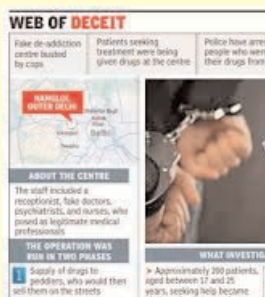 WEB OF DECEIT
Fake de-addiction
centre busted
by cops
Patients seeking
treatment were being
given drugs at the centre
Police have
people who
their drugs from
NANGLOI,
OUTER DELHI
Delhi
ABOUT THE CENTRE
The staff included a
receptionist, fake doctors,
psychiatrists, and nurses, who
posed as legitimate medical
professionals
THE OPERATION WAS
RUN IN TWO PHASES
1 Supply of drugs to
peddlers, who would then
sell them on the streets
WHAT
➤ Approximately 200 patients,
aged between 17 and 25
years, seeking help became